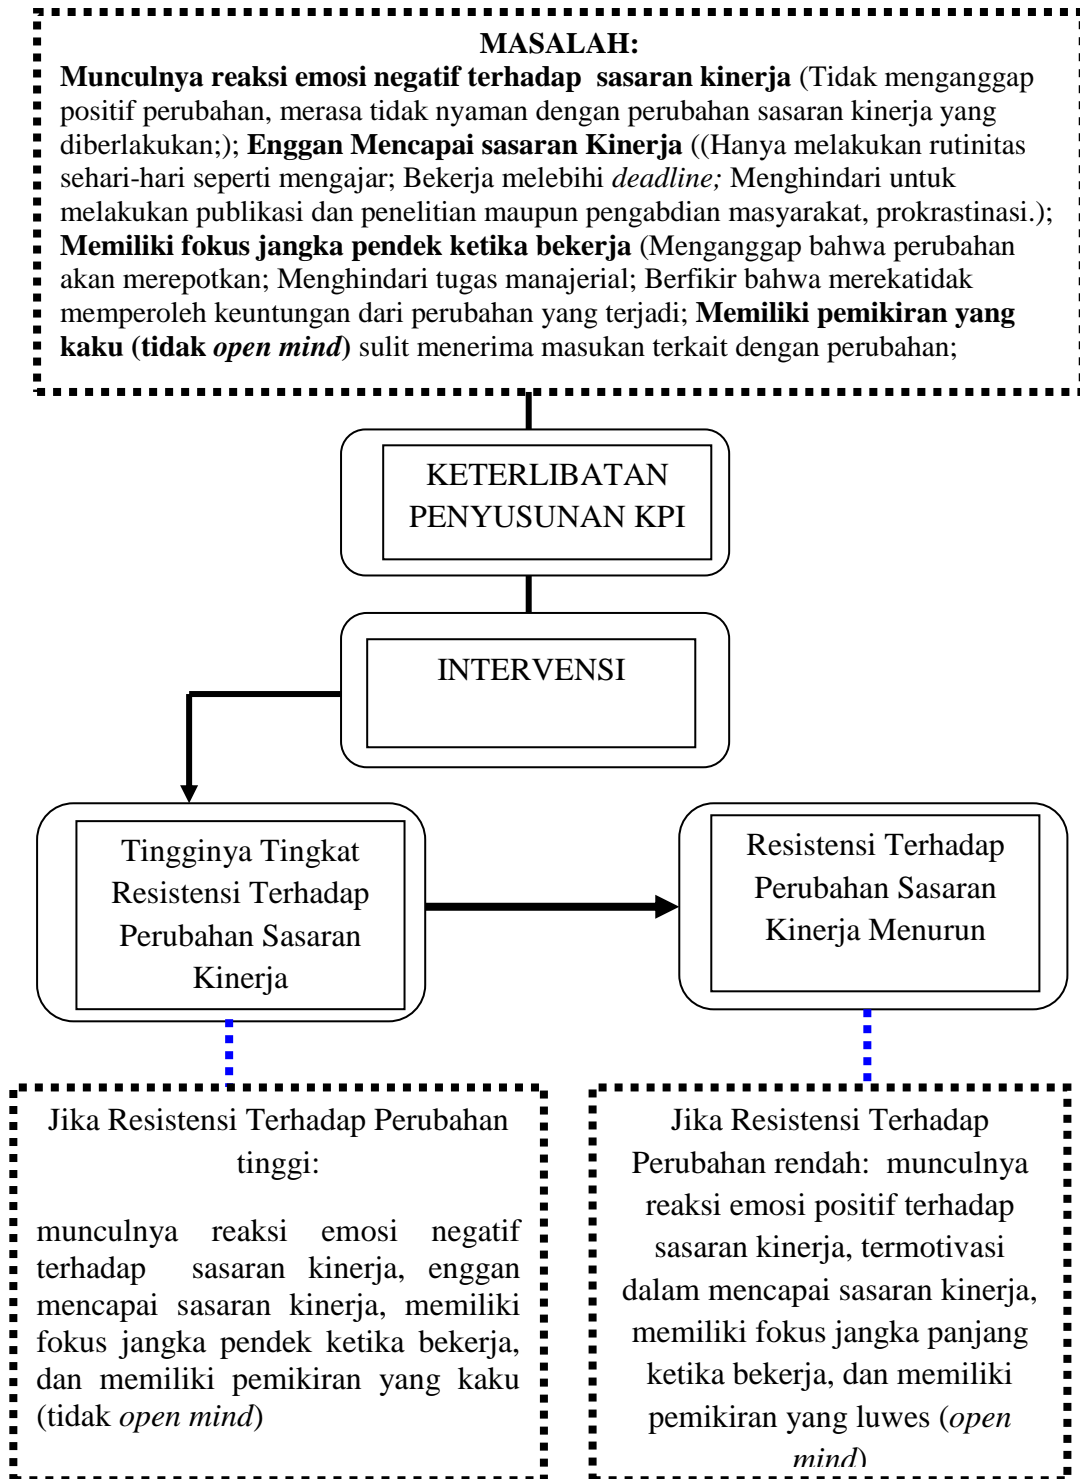 MASALAH:
Munculnya reaksi emosi negatif terhadap  sasaran kinerja (Tidak menganggap
positif perubahan, merasa tidak nyaman dengan perubahan sasaran kinerja yang
diberlakukan;); Enggan Mencapai sasaran Kinerja ((Hanya melakukan rutinitas
sehari-hari seperti mengajar; Bekerja melebihi deadline; Menghindari untuk
melakukan publikasi dan penelitian maupun pengabdian masyarakat, prokrastinasi.);
Memiliki fokus jangka pendek ketika bekerja (Menganggap bahwa perubahan
akan merepotkan; Menghindari tugas manajerial; Berfikir bahwa merekatidak
memperoleh keuntungan dari perubahan yang terjadi; Memiliki pemikiran yang
kaku (tidak open mind) sulit menerima masukan terkait dengan perubahan;
KETERLIBATAN
PENYUSUNAN KPI
INTERVENSI
Tingginya Tingkat
Resistensi Terhadap
Perubahan Sasaran
Kinerja
Resistensi Terhadap
Perubahan Sasaran
Kinerja Menurun
Jika Resistensi Terhadap Perubahan
tinggi:
munculnya reaksi emosi negatif
terhadap sasaran kinerja, enggan
mencapai sasaran kinerja, memiliki
fokus jangka pendek ketika bekerja,
dan memiliki pemikiran yang kaku
(tidak open mind)
Jika Resistensi Terhadap
Perubahan rendah:  munculnya
reaksi emosi positif terhadap
sasaran kinerja, termotivasi
dalam mencapai sasaran kinerja,
memiliki fokus jangka panjang
ketika bekerja, dan memiliki
pemikiran yang luwes (open
mind)